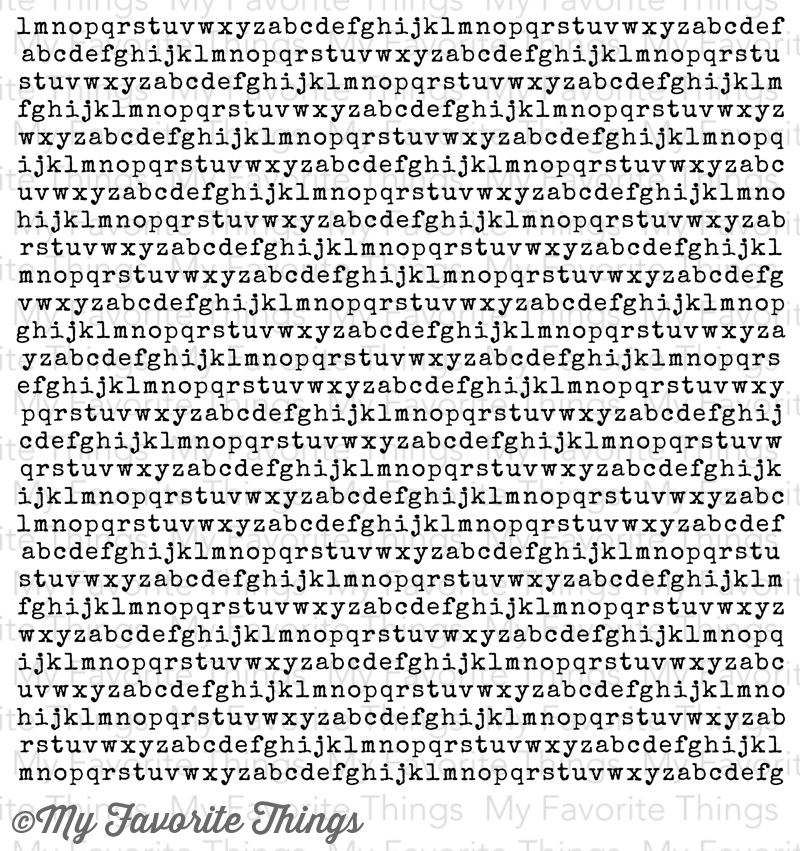 lmnopqrstuvwxyzabcdefghijklmnopqrstuvwxyzabcdef
abcdefghijklmnopqrstuvwxyzabcdefghijklmnopqrstu
stuvwxyzabcdefghijklmnopqrstuvwxyzabcdefghijklm
fghijklmnopqrstuvwxyzabcdefghijklmnopqrstuvwxyz
wxyzabcdefghijklmnopqrstuvwxyzabcdefghijklmnopq
ijklmnopqrstuvwxyzabcdefghijklmnopqrstuvwxyzabc
uvwxyzabcdefghijklmnopqrstuvwxyzabcdefghijklmno
hijklmnopqrstuvwxyzabcdefghijklmnopqrstuvwxyzab
rstuvwxyzabcdefghijklmnopqrstuvwxyzabcdefghijkl
mnopqrstuvwxyzabcdefghijklmnopqrstuvwxyzabcdefg
vwxyzabcdefghijklmnopqrstuvwxyzabcdefghijklmnop
ghijklmnopqrstuvwxyzabcdefghijklmnopqrstuvwxyza
yzabcdefghijklmnopqrstuvwxyzabcdefghijklmnopqrs
efghijklmnopqrstuvwxyzabcdefghijklmnopqrstuvwxy
pqrstuvwxyzabcdefghijklmnopqrstuvwxyzabcdefghij
cdefghijklmnopqrstuvwxyzabcdefghijklmnopqrstuvw
qrstuvwxyzabcdefghijklmnopqrstuvwxyzabcdefghijk
ijklmnopqrstuvwxyzabcdefghijklmnopqrstuvwxyzabc
lmnopqrstuvwxyzabcdefghijklmnopqrstuvwxyzabcdef
abcdefghijklmnopqrstuvwxyzabcdefghijklmnopqrstu
stuvwxyzabcdefghijklmnopqrstuvwxyzabcdefghijklm
fghijklmnopqrstuvwxyzabcdefghijklmnopqrstuvwxyz
wxyzabcdefghijklmnopqrstuvwxyzabcdefghijklmnopq
ijklmnopqrstuvwxyzabcdefghijklmnopqrstuvwxyzabc
uvwxyzabcdefghijklmnopqrstuvwxyzabcdefghijklmno
hijklmnopqrstuvwxyzabcdefghijklmnopqrstuvwxyzab
rstuvwxyzabcdefghijklmnopqrstuvwxyzabcdefghijkl
mnopqrstuvwxyzabcdefghijklmnopqrstuvwxyzabcdefg
©My Favorite Things